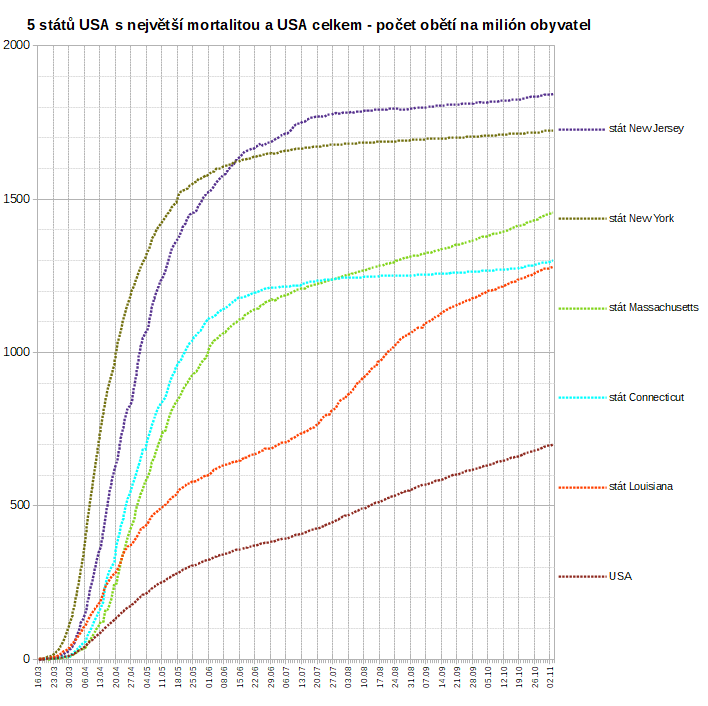 5 států USA s největší mortalitou a USA celkem - počet obětí na milión obyvatel
2000
1500
1000
500
0
stát New Jersey
stát New York
stát Massachusetts
stát Connecticut
stát Louisiana
USA
16.03 23.03 30.03 06.04 13.04 20.04 27.04 04.05 11.05 18.05 25.05 01.06 08.06 15.06 22.06 29.06 06.07 13.07 20.07 27.07 03.08 10.08 17.08 24.08 31.08 07.09 14.09 21.09 28.09 05.10 12.10 19.10 26.10 02.11